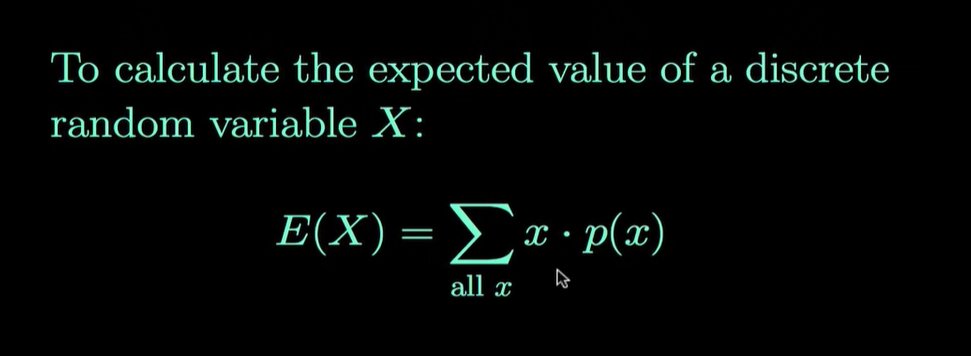 To calculate the expected value of a discrete
random variable X:
E(X) = ∑ x · p(x)
all x